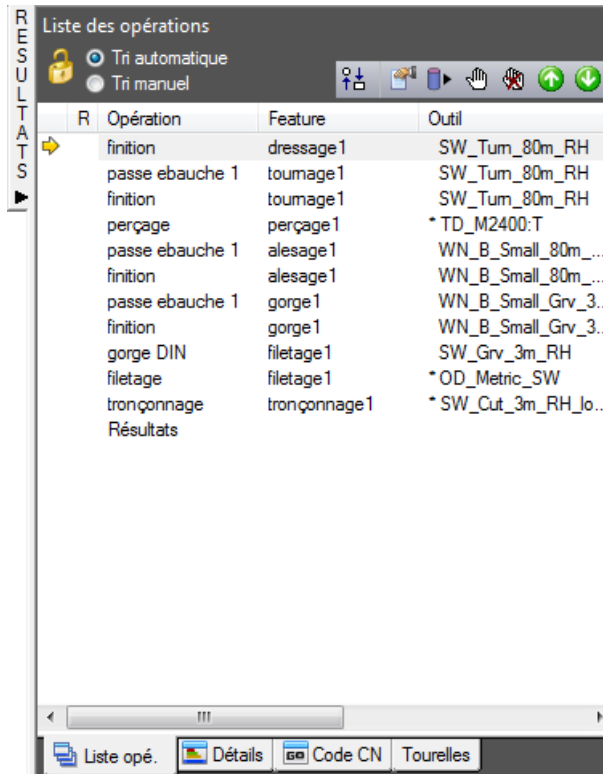 RESULTATS
Liste des opérations
Tri automatique
Tri manuel
R Opération Feature Outil
finition dressage1 SW_Turn_80m_RH
passe ebauche 1 tournage1 SW_Turn_80m_RH
finition tournage1 SW_Turn_80m_RH
perçage perçage1 * TD_M2400:T
passe ebauche 1 alesage1 WN_B_Small_80m_...
finition alesage1 WN_B_Small_80m_...
passe ebauche 1 gorge1 WN_B_Small_Grv_3...
finition gorge1 WN_B_Small_Grv_3...
gorge DIN filetage1 SW_Grv_3m_RH
filetage filetage1 * OD_Metric_SW
tronçonnage tronçonnage1 * SW_Cut_3m_RH_lo...
Résultats
Liste opé. Détails GO Code CN Tourelles